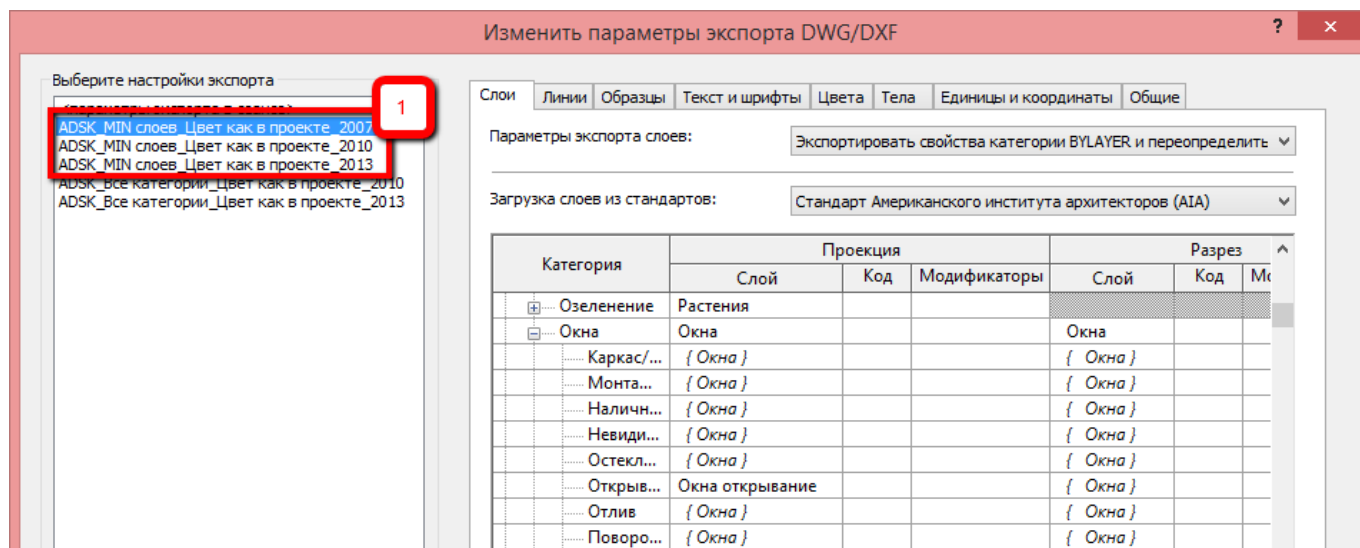 Изменить параметры экспорта DWG/DXF
?
Выберите настройки экспорта
1
ADSK_MIN слоев_Цвет как в проекте_2007
ADSK_MIN слоев_Цвет как в проекте_2010
ADSK_MIN слоев_Цвет как в проекте_2013
ADSK_Все категории_Цвет как в проекте_2010
ADSK_Все категории_Цвет как в проекте_2013
Слои Линии Образцы Текст и шрифты Цвета Тела Единицы и координаты Общие
Параметры экспорта слоев: Экспортировать свойства категории BYLAYER и переопределить
Загрузка слоев из стандартов: Стандарт Американского института архитекторов (AIA)
Категория Проекция Разрез
Слой Код Модификаторы Слой Код Мо
Озеленение Растения
Окна Окна Окна
Каркас/... { Окна } { Окна }
Монта... { Окна } { Окна }
Наличн... { Окна } { Окна }
Невиди... { Окна } { Окна }
Остекл... { Окна } { Окна }
Открыв... Окна открывание { Окна }
Отлив { Окна } { Окна }
Поворо... { Окна } { Окна }